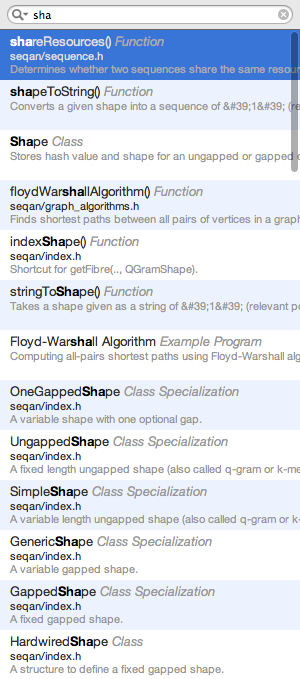 sha
shareResources() Function
seqan/sequence.h
Determines whether two sequences share the same resour
shapeToString() Function
Converts a given shape into a sequence of &#39;1&#39; (re
Shape Class
Stores hash value and shape for an ungapped or gapped
floydWarshallAlgorithm() Function
seqan/graph_algorithms.h
Finds shortest paths between all pairs of vertices in a graph
indexShape() Function
seqan/index.h
Shortcut for getFibre(.., QGramShape).
stringToShape() Function
seqan/index.h
Takes a shape given as a string of &#39;1&#39; (relevant po
Floyd-Warshall Algorithm Example Program
Computing all-pairs shortest paths using Floyd-Warshall alg
OneGappedShape Class Specialization
seqan/index.h
A variable shape with one optional gap.
UngappedShape Class Specialization
seqan/index.h
A fixed length ungapped shape (also called q-gram or k-me
SimpleShape Class Specialization
seqan/index.h
A variable length ungapped shape (also called q-gram or k-
GenericShape Class Specialization
seqan/index.h
A variable gapped shape.
GappedShape Class Specialization
seqan/index.h
A fixed gapped shape.
HardwiredShape Class
seqan/index.h
A structure to define a fixed gapped shape.